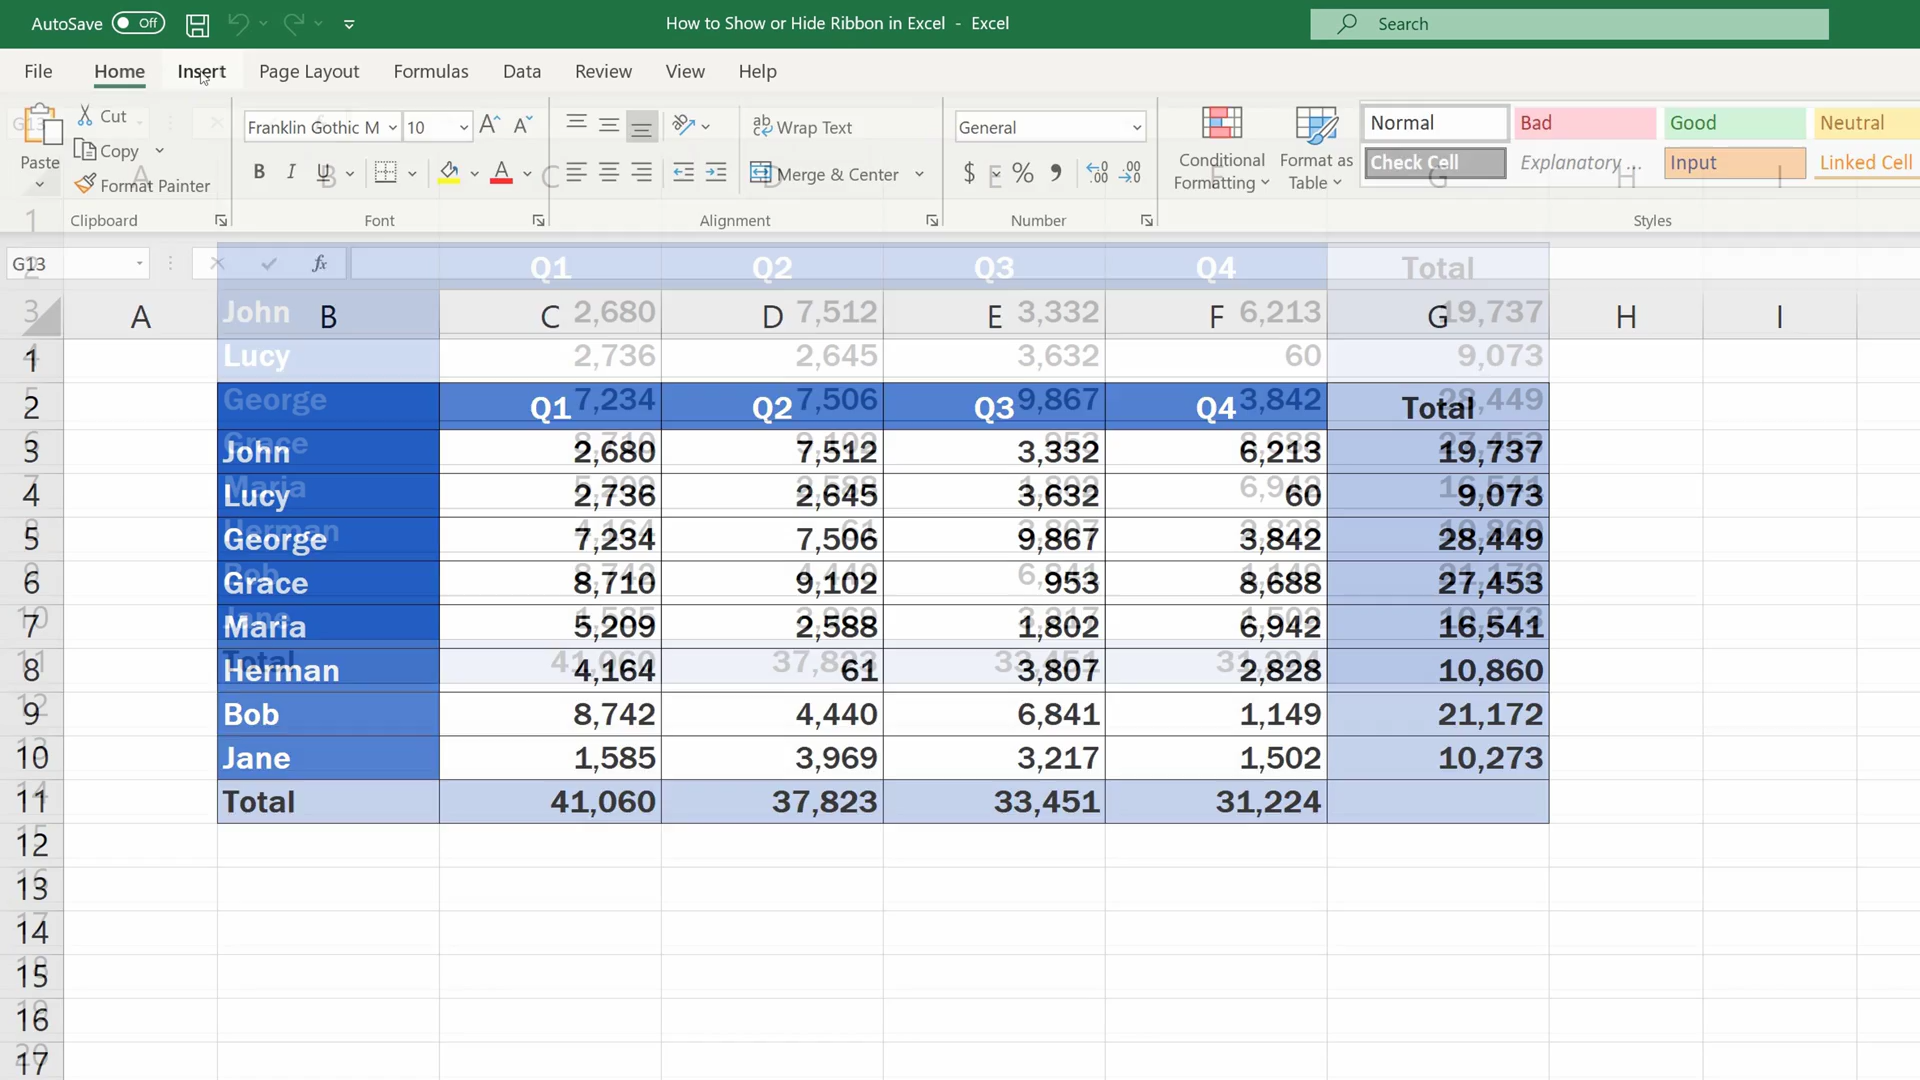 AutoSave Off How to Show or Hide Ribbon in Excel - Excel Search
File Home Insert Page Layout Formulas Data Review View Help
Paste Cut Copy Format Painter
Clipboard
Franklin Gothic M 10
B I U A
Font
Wrap Text
Merge & Center
Alignment
General
$ % 9 .00
Number
Conditional Formatting Format as Table
Normal Bad Good Neutral
Check Cell Explanatory ... Input Linked Cell
Styles
G13 fx
A B C D E F G H I
1
2 Q1 Q2 Q3 Q4 Total
3 John 2,680 7,512 3,332 6,213 19,737
4 Lucy 2,736 2,645 3,632 60 9,073
5 George 7,234 7,506 9,867 3,842 28,449
6 Grace 8,710 9,102 953 8,688 27,453
7 Maria 5,209 2,588 1,802 6,942 16,541
8 Herman 4,164 61 3,807 2,828 10,860
9 Bob 8,742 4,440 6,841 1,149 21,172
10 Jane 1,585 3,969 3,217 1,502 10,273
11 Total 41,060 37,823 33,451 31,224
12
13
14
15
16
17